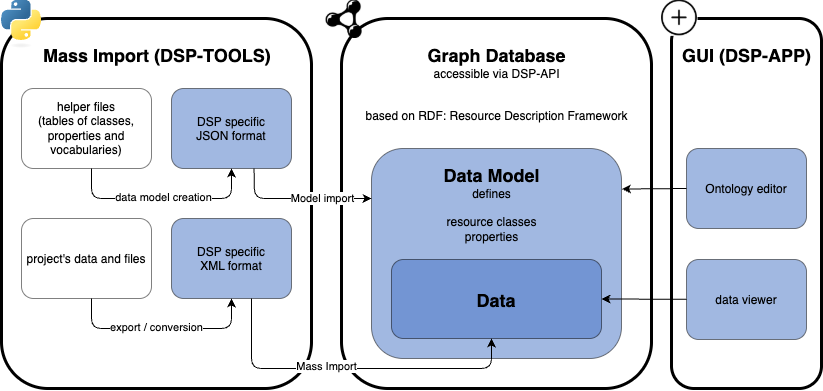 Mass Import (DSP-TOOLS)
helper files
(tables of classes,
properties and
vocabularies)
DSP specific
JSON format
data model creation
project's data and files
DSP specific
XML format
export / conversion
Model import
Mass Import
Graph Database
accessible via DSP-API
based on RDF: Resource Description Framework
Data Model
defines
resource classes
properties
Data
GUI (DSP-APP)
Ontology editor
data viewer